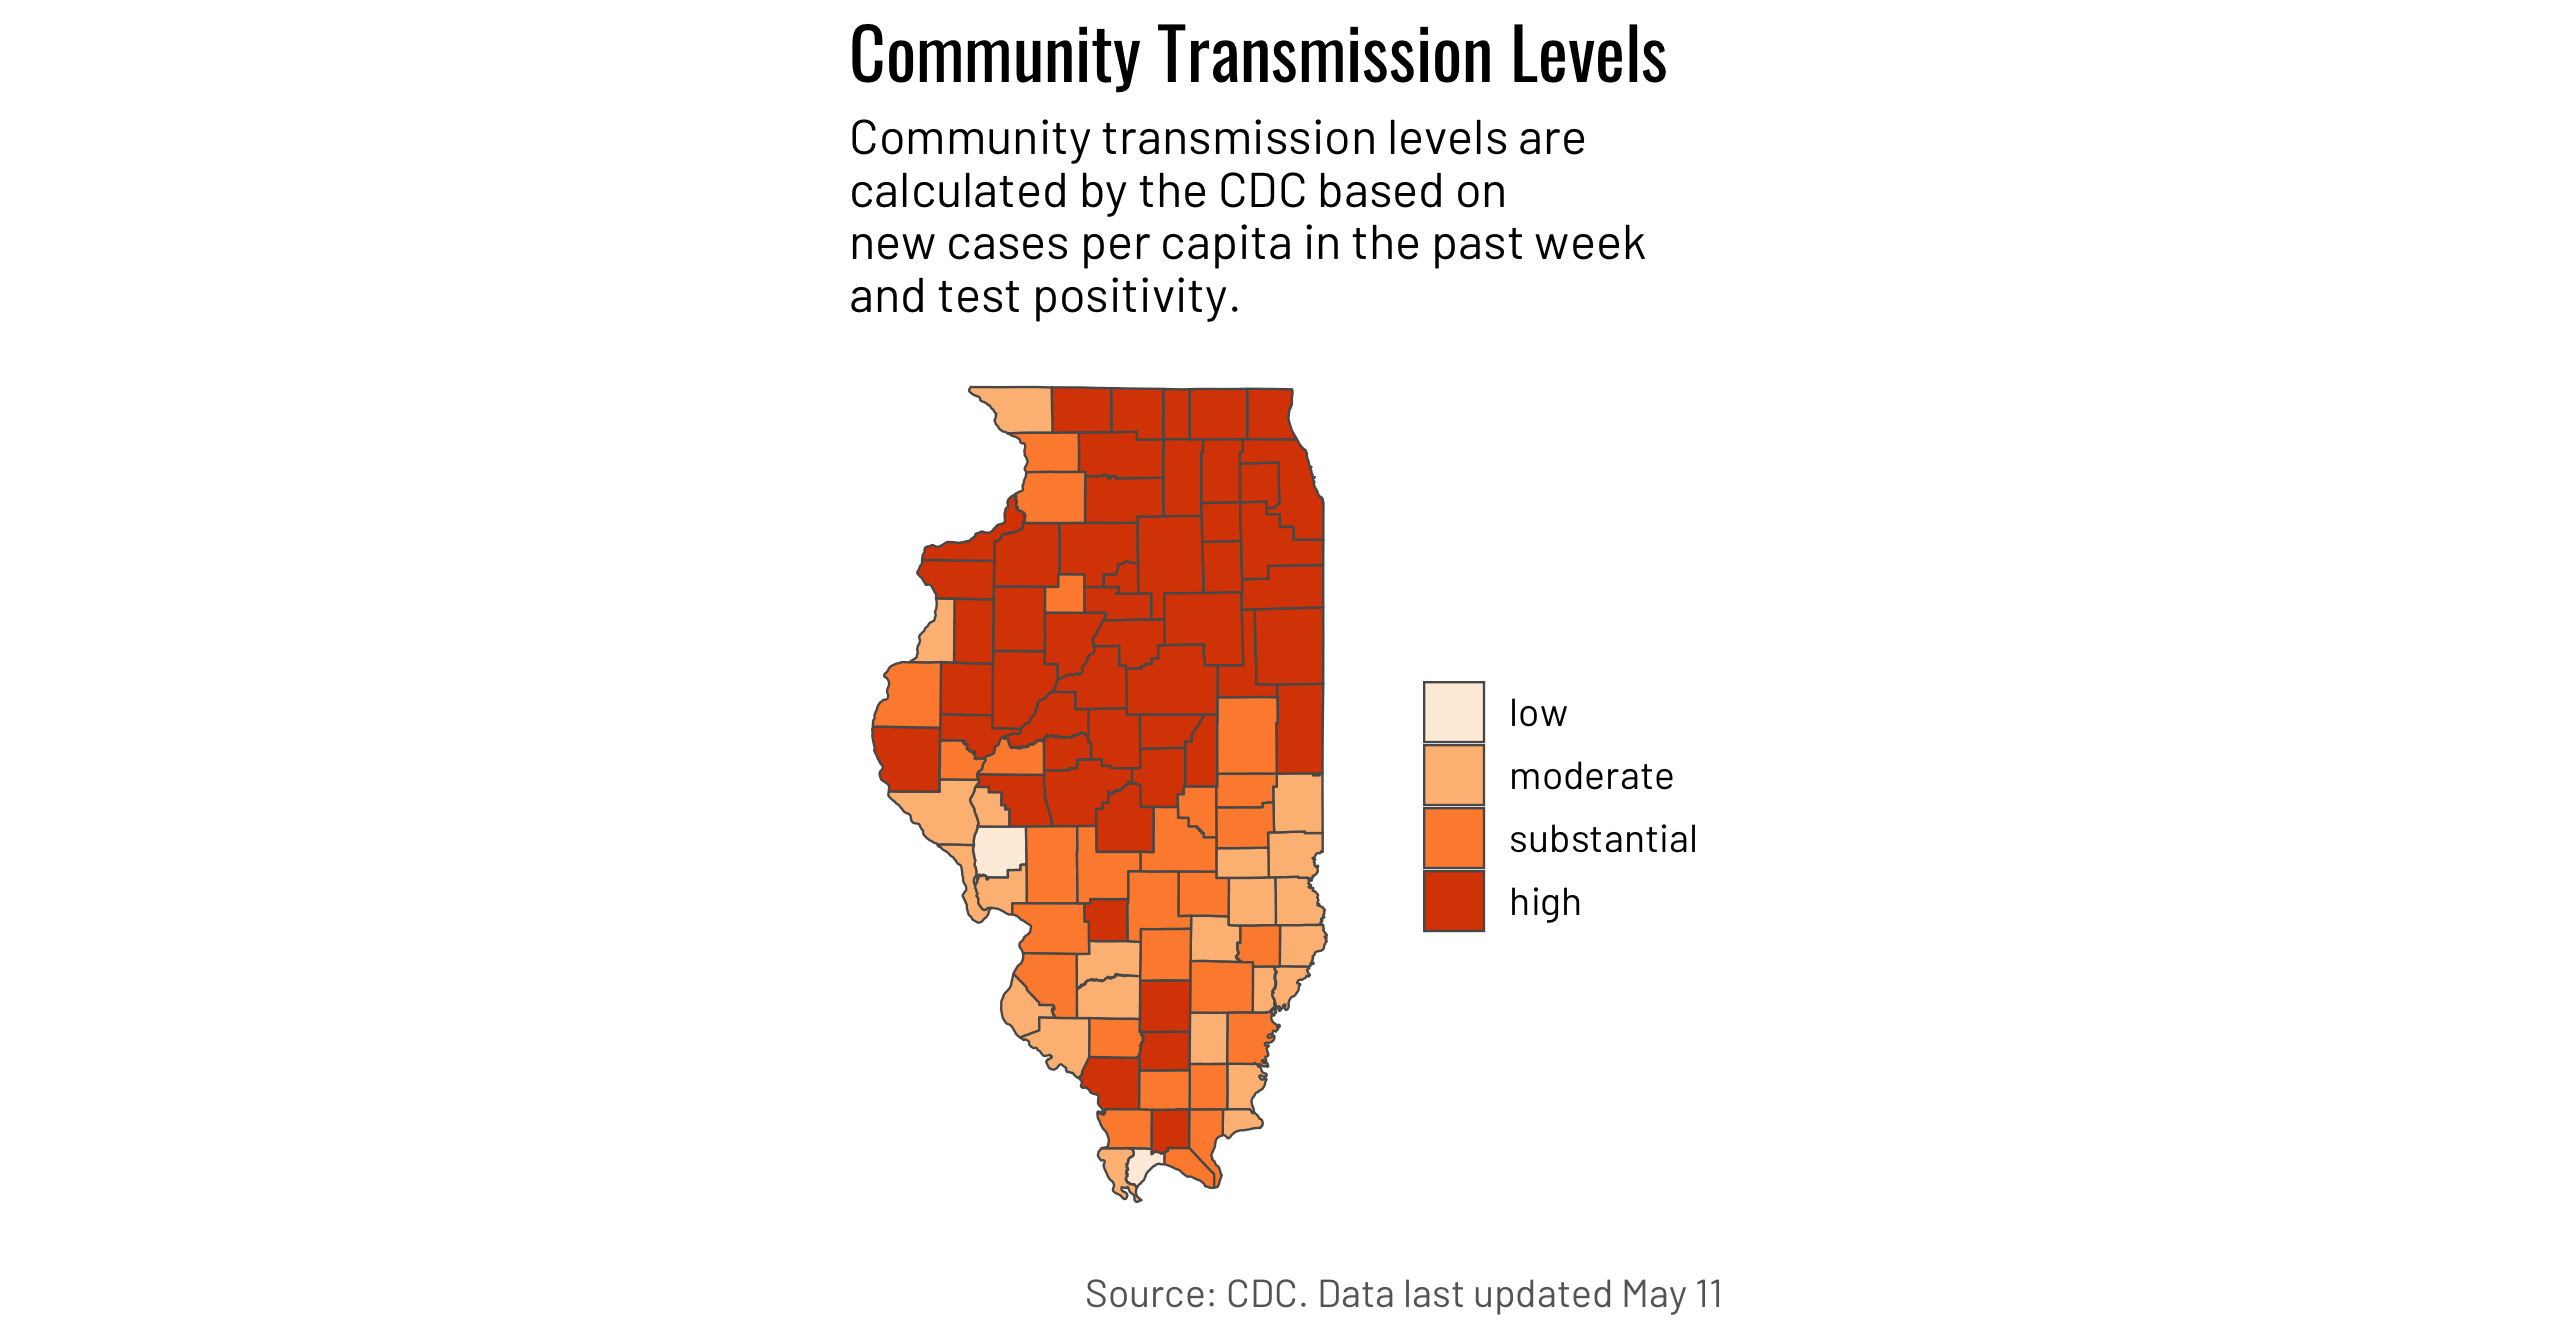 Community Transmission Levels
Community transmission levels are
calculated by the CDC based on
new cases per capita in the past week
and test positivity.
low
moderate
substantial
high
Source: CDC. Data last updated May 11